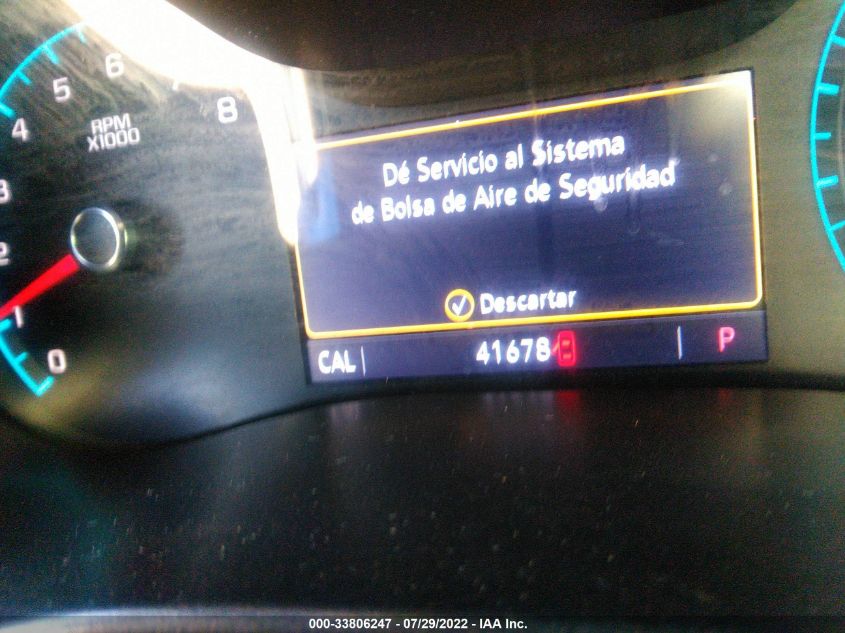 6
5
8
4
RPM
X1000
3
2
1
0
Dé Servicio al Sistema
de Bolsa de Aire de Seguridad
Descartar
CAL 41678 P
000-33806247 - 07/29/2022 - IAA Inc.